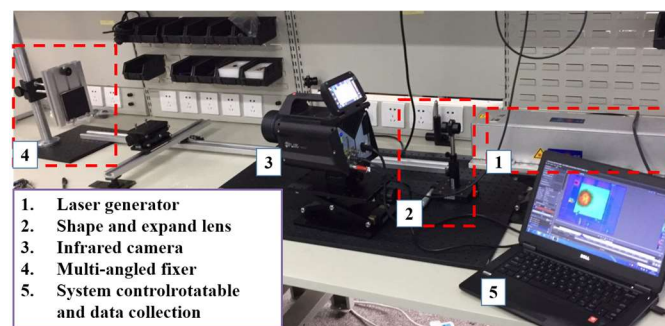 4
3
2
1
5
1. Laser generator
2. Shape and expand lens
3. Infrared camera
4. Multi-angled fixer
5. System controlrotatable
and data collection
DELL